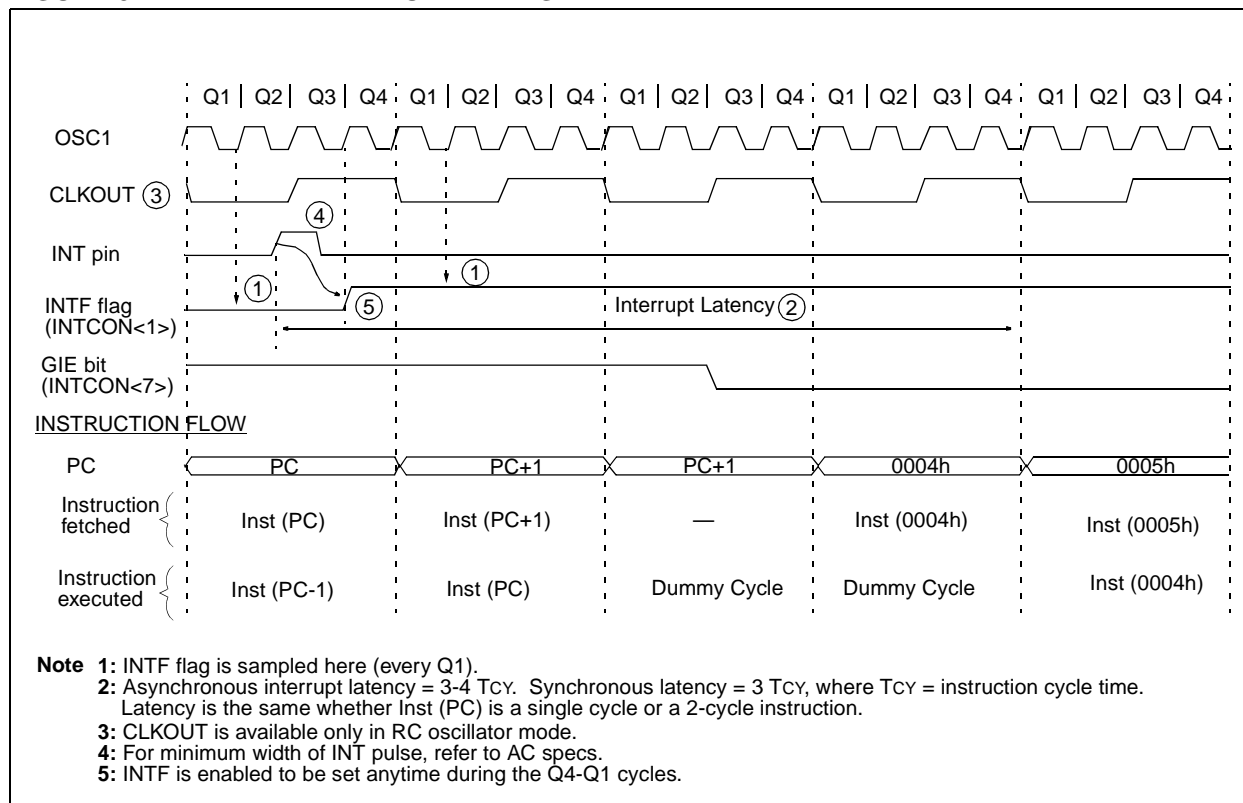 Q1 | Q2 | Q3 | Q4 Q1 | Q2 | Q3 | Q4 Q1 | Q2 | Q3 | Q4 Q1 | Q2 | Q3 | Q4 Q1 | Q2 | Q3 | Q4
OSC1
CLKOUT 3
4
INT pin
1 1
INTF flag
(INTCON<1>)
5
Interrupt Latency 2
GIE bit
(INTCON<7>)
INSTRUCTION FLOW
PC PC PC+1 PC+1 0004h 0005h
Instruction
fetched
Inst (PC) Inst (PC+1) — Inst (0004h) Inst (0005h)
Instruction
executed
Inst (PC-1) Inst (PC) Dummy Cycle Dummy Cycle Inst (0004h)
Note 1: INTF flag is sampled here (every Q1).
2: Asynchronous interrupt latency = 3-4 TCY. Synchronous latency = 3 TCY, where TCY = instruction cycle time.
Latency is the same whether Inst (PC) is a single cycle or a 2-cycle instruction.
3: CLKOUT is available only in RC oscillator mode.
4: For minimum width of INT pulse, refer to AC specs.
5: INTF is enabled to be set anytime during the Q4-Q1 cycles.